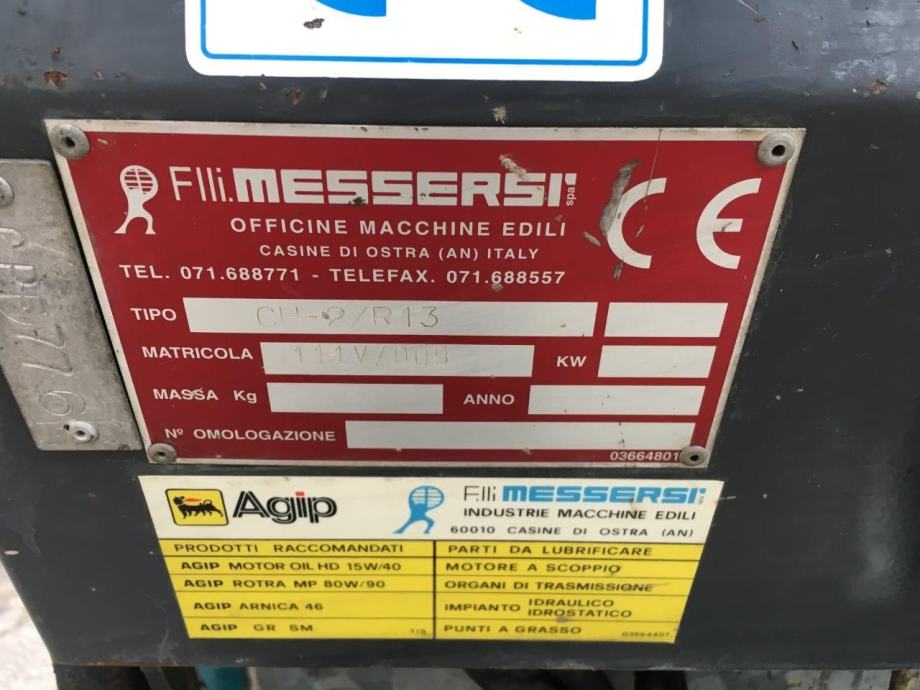 F.lli. MESSERSI' spa
CE
OFFICINE MACCHINE EDILI
CASINE DI OSTRA (AN) ITALY
TEL. 071.688771 - TELEFAX. 071.688557
TIPO CH-2/R13
MATRICOLA 111V/009 KW
MASSA Kg ANNO
N° OMOLOGAZIONE
03664801
Agip F.lli MESSERSI'
INDUSTRIE MACCHINE EDILI
60010 CASINE DI OSTRA (AN)
PRODOTTI RACCOMANDATI PARTI DA LUBRIFICARE
AGIP MOTOR OIL HD 15W/40 MOTORE A SCOPPIO
AGIP ROTRA MP 80W/90 ORGANI DI TRASMISSIONE
AGIP ARNICA 46 IMPIANTO IDRAULICO IDROSTATICO
AGIP GR SM PUNTI A GRASSO 03664407